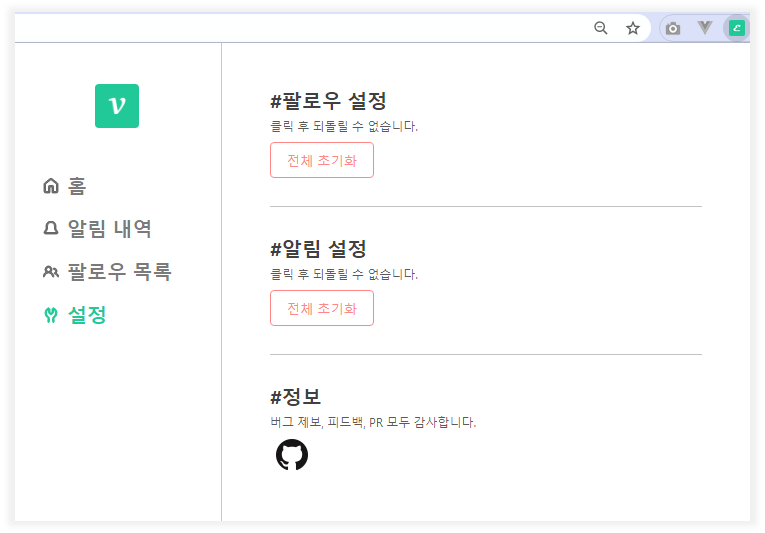 v
홈
알림 내역
팔로우 목록
설정
#팔로우 설정
클릭 후 되돌릴 수 없습니다.
전체 초기화
#알림 설정
클릭 후 되돌릴 수 없습니다.
전체 초기화
#정보
버그 제보, 피드백, PR 모두 감사합니다.